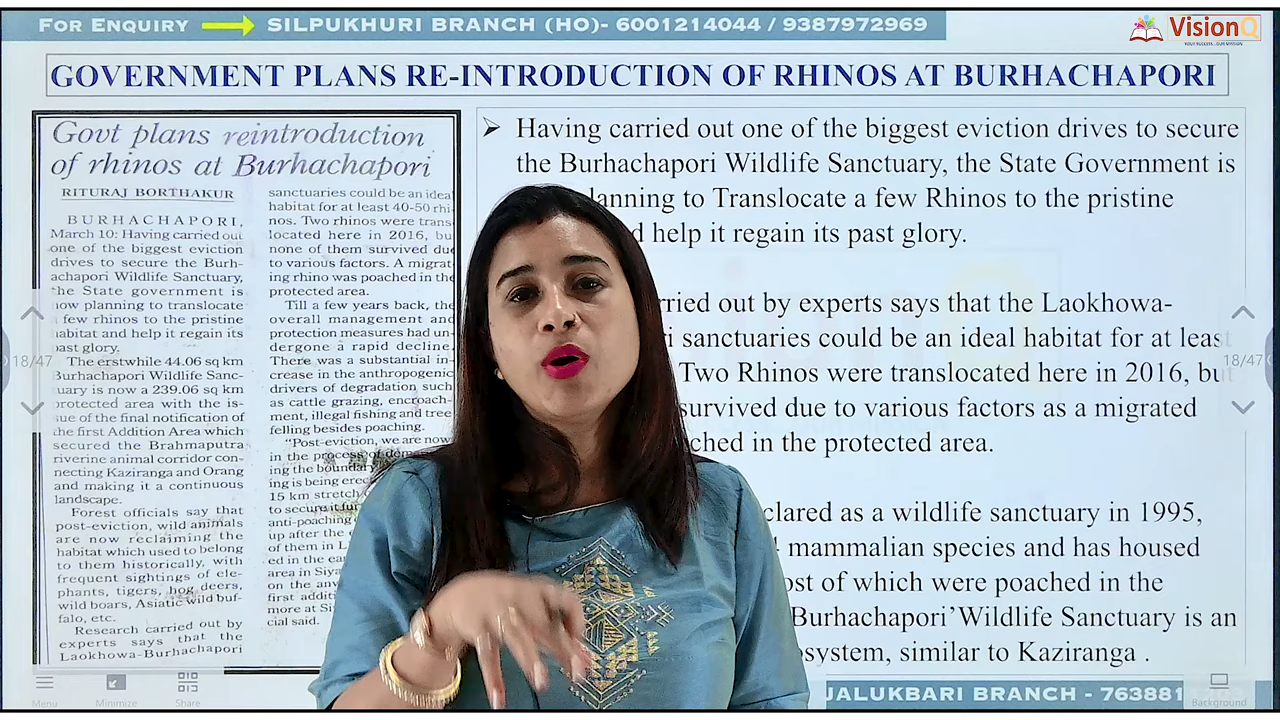 FOR ENQUIRY SILPUKHURI BRANCH (HO)- 6001214044 / 9387972969
VisionQ
YOUR SUCCESS...OUR MISSION
GOVERNMENT PLANS RE-INTRODUCTION OF RHINOS AT BURHACHAPORI
Govt plans reintroduction
of rhinos at Burhachapori
RITURAJ BORTHAKUR
BURHACHAPORI,
March 10: Having carried out
one of the biggest eviction
drives to secure the Burh-
achapori Wildlife Sanctuary,
the State government is
now planning to translocate
a few rhinos to the pristine
habitat and help it regain its
past glory.
The erstwhile 44.06 sq km
Burhachapori Wildlife Sanc-
tuary is now a 239.06 sq km
protected area with the is-
sue of the final notification of
the first Addition Area which
secured the Brahmaputra
riverine animal corridor con-
necting Kaziranga and Orang
and making it a continuous
landscape.
Forest officials say that
post-eviction, wild animals
are now reclaiming the
habitat which used to belong
to them historically, with
frequent sightings of ele-
phants, tigers, hog deers,
wild boars, Asiatic wild buf-
falo, etc.
Research carried out by
experts says that the
Laokhowa-Burhachapori
sanctuaries could be an ideal
habitat for at least 40-50 rhi-
nos. Two rhinos were trans-
located here in 2016, but
none of them survived due
to various factors. A migrat-
ing rhino was poached in the
protected area.
Till a few years back, the
overall management and
protection measures had un-
dergone a rapid decline.
There was a substantial in-
crease in the anthropogenic
drivers of degradation such
as cattle grazing, encroach-
ment, illegal fishing and tree
felling besides poaching.
"Post-eviction, we are now
in the process of
ing the boundary
ing is being
15 km stretch
to secure it
anti-poaching
up after the
of them in L
ed in the
area in
on the
first
more at
cial said.
➢ Having carried out one of the biggest eviction drives to secure
the Burhachapori Wildlife Sanctuary, the State Government is
lanning to Translocate a few Rhinos to the pristine
d help it regain its past glory.
rried out by experts says that the Laokhowa-
i sanctuaries could be an ideal habitat for at least
Two Rhinos were translocated here in 2016, but
survived due to various factors as a migrated
ched in the protected area.
clared as a wildlife sanctuary in 1995,
mammalian species and has housed
ost of which were poached in the
Burhachapori'Wildlife Sanctuary is an
osystem, similar to Kaziranga .
18/47
18/47
Menu
Minimize
Share
Background
JALUKBARI BRANCH - 763881